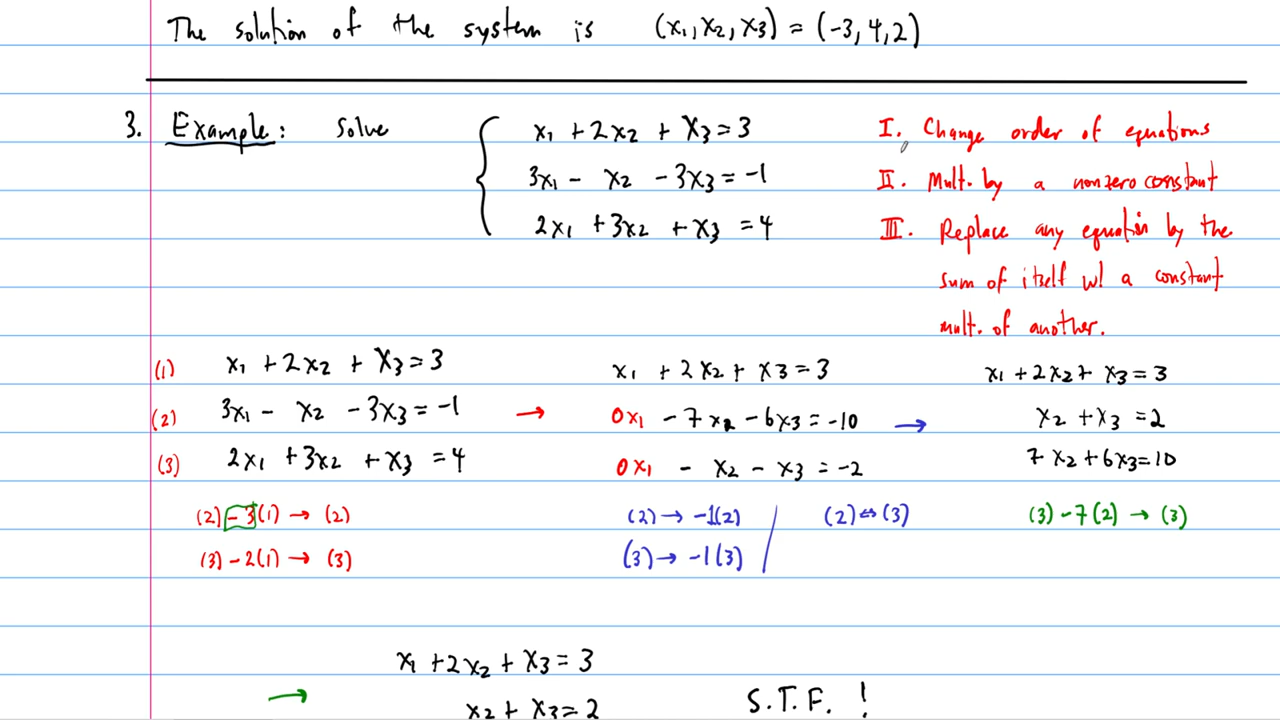 The solution of the system is (x₁, x₂, x₃) = (-3, 4, 2)
3. Example: Solve
x₁ + 2x₂ + x₃ = 3
3x₁ - x₂ - 3x₃ = -1
2x₁ + 3x₂ + x₃ = 4
I. Change order of equations
II. Mult. by a nonzero constant
III. Replace any equation by the
sum of itself w/ a constant
mult. of another.
(1) x₁ + 2x₂ + x₃ = 3
(2) 3x₁ - x₂ - 3x₃ = -1 →
(3) 2x₁ + 3x₂ + x₃ = 4
(2) - 3(1) → (2)
(3) - 2(1) → (3)
x₁ + 2x₂ + x₃ = 3
0x₁ - 7x₂ - 6x₃ = -10 →
0x₁ - x₂ - x₃ = -2
(2) → -1(2) / (2) ↔ (3)
(3) → -1(3)
x₁ + 2x₂ + x₃ = 3
x₂ + x₃ = 2
7x₂ + 6x₃ = 10
(3) - 7(2) → (3)
x₁ + 2x₂ + x₃ = 3
→ x₂ + x₃ = 2
S.T.F. !